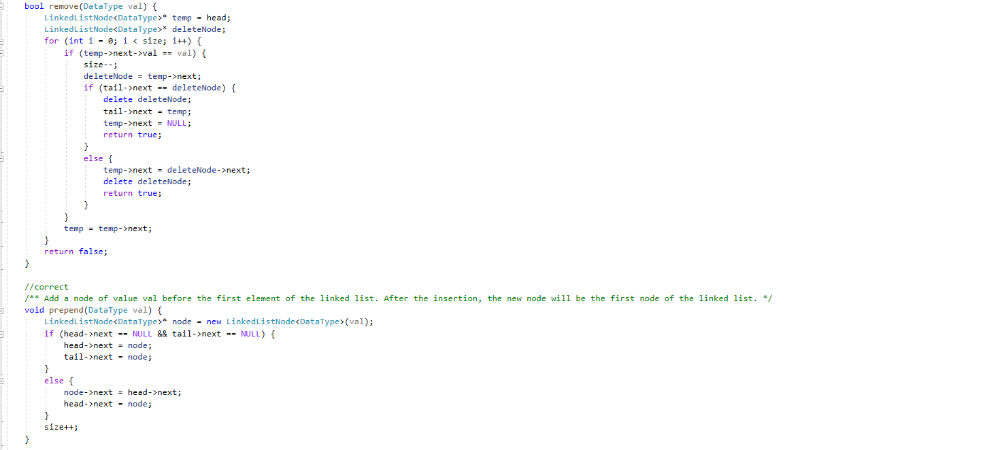 bool remove(DataType val) {
    LinkedListNode<DataType>* temp = head;
    LinkedListNode<DataType>* deleteNode;
    for (int i = 0; i < size; i++) {
        if (temp->next->val == val) {
            size--;
            deleteNode = temp->next;
            if (tail->next == deleteNode) {
                delete deleteNode;
                tail->next = temp;
                temp->next = NULL;
                return true;
            }
            else {
                temp->next = deleteNode->next;
                delete deleteNode;
                return true;
            }
        }
        temp = temp->next;
    }
    return false;
}

//correct
/** Add a node of value val before the first element of the linked list. After the insertion, the new node will be the first node of the linked list. */
void prepend(DataType val) {
    LinkedListNode<DataType>* node = new LinkedListNode<DataType>(val);
    if (head->next == NULL && tail->next == NULL) {
        head->next = node;
        tail->next = node;
    }
    else {
        node->next = head->next;
        head->next = node;
    }
    size++;
}